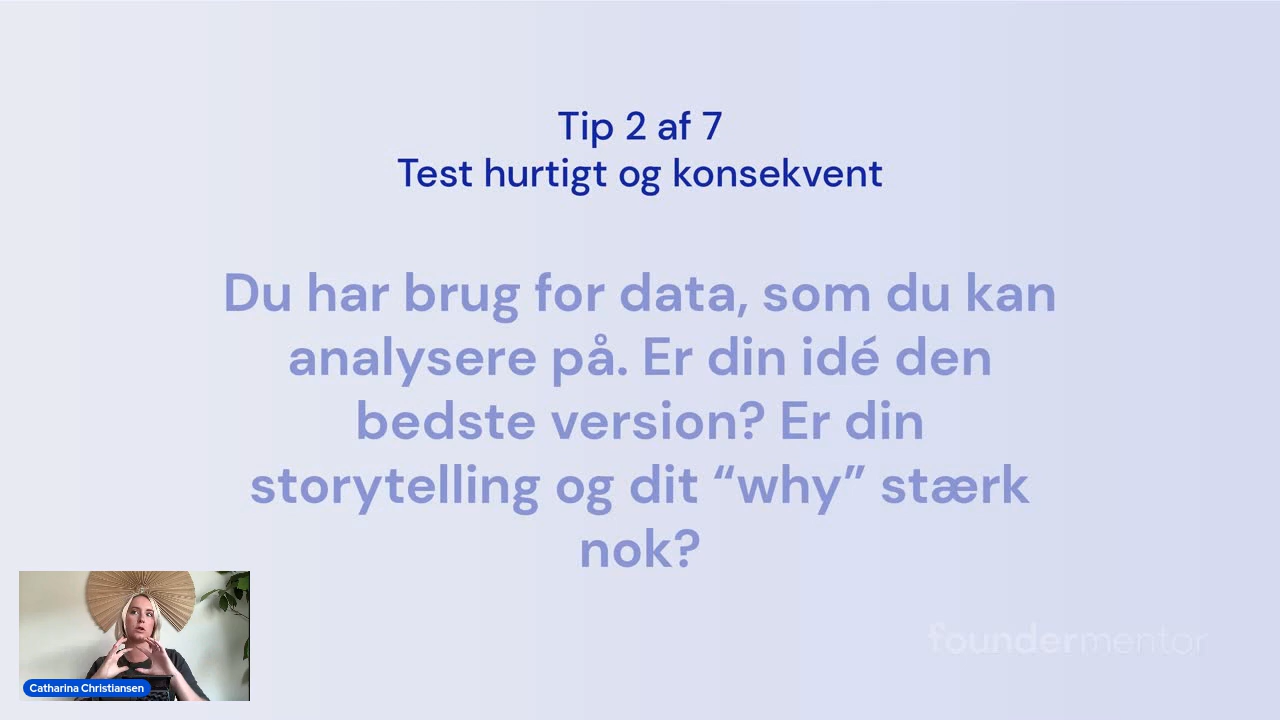 Tip 2 af 7
Test hurtigt og konsekvent
Du har brug for data, som du kan
analysere på. Er din idé den
bedste version? Er din
storytelling og dit “why” stærk
nok?
foundermentor
Catharina Christiansen